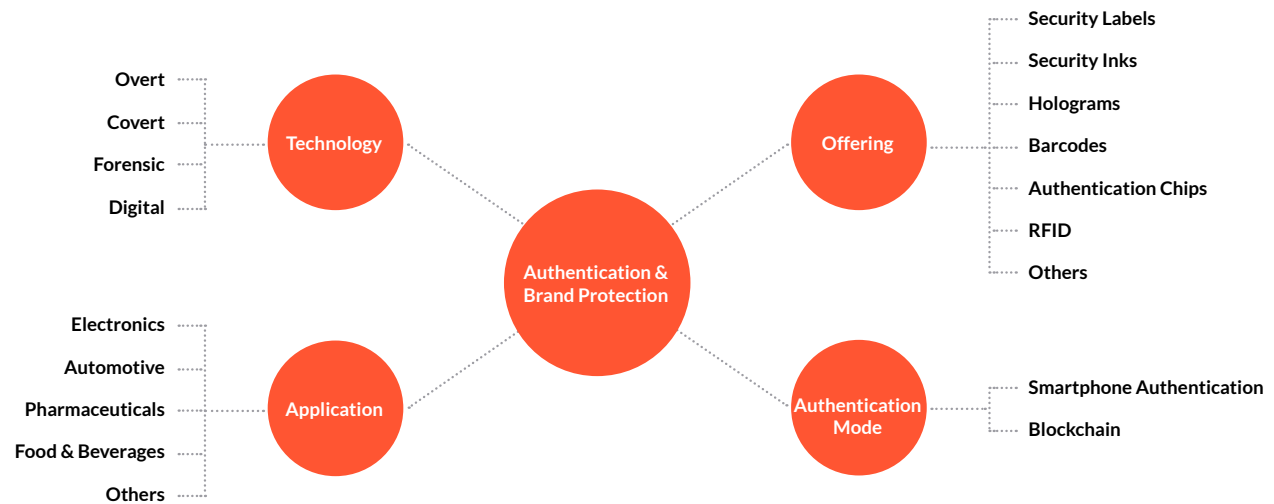 Overt
Covert
Forensic
Digital
Technology
Offering
Security Labels
Security Inks
Holograms
Barcodes
Authentication Chips
RFID
Others
Authentication &
Brand Protection
Electronics
Automotive
Pharmaceuticals
Food & Beverages
Others
Application
Authentication
Mode
Smartphone Authentication
Blockchain